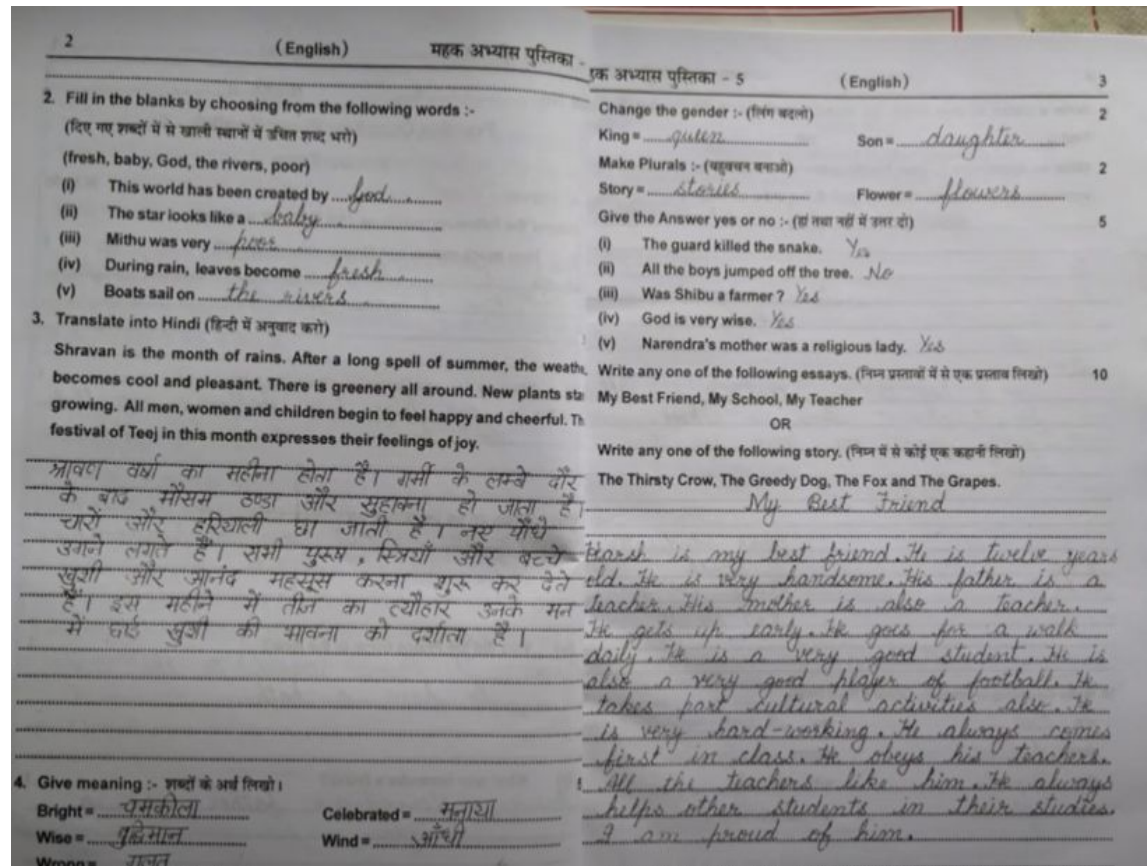 2 (English) महक अभ्यास पुस्तिका -
2. Fill in the blanks by choosing from the following words :-
(दिए गए शब्दों में से खाली स्थानों में उचित शब्द भरो)
(fresh, baby, God, the rivers, poor)
(i) This world has been created by god
(ii) The star looks like a baby
(iii) Mithu was very poor
(iv) During rain, leaves become fresh
(v) Boats sail on the rivers
3. Translate into Hindi (हिन्दी में अनुवाद करो)
Shravan is the month of rains. After a long spell of summer, the weathe
becomes cool and pleasant. There is greenery all around. New plants sta
growing. All men, women and children begin to feel happy and cheerful. Th
festival of Teej in this month expresses their feelings of joy.
श्रावण वर्षा का महीना होता है। गर्मी के लम्बे दौर
के बाद मौसम ठण्डा और सुहावना हो जाता है।
चारों और हरियाली छा जाती है। नए पौधे
उगने लगते हैं। सभी पुरूष, स्त्रियाँ और बच्चे
खुशी और आनंद महसूस करना शुरू कर देते
हैं। इस महीने में तीज का त्यौहार उनके मन
में छाई खुशी की भावना को दर्शाता है।
4. Give meaning :- शब्दों के अर्थ लिखो।
Bright = चमकीला Celebrated = मनाया
Wise = बुद्धिमान Wind = आँधी
Wrong = गलत
एक अभ्यास पुस्तिका - 5 (English) 3
Change the gender :- (लिंग बदलो) 2
King = queen Son = daughter
Make Plurals :- (बहुवचन बनाओ) 2
Story = stories Flower = flowers
Give the Answer yes or no :- (हां तथा नहीं में उत्तर दो) 5
(i) The guard killed the snake. Yes
(ii) All the boys jumped off the tree. No
(iii) Was Shibu a farmer ? Yes
(iv) God is very wise. Yes
(v) Narendra's mother was a religious lady. Yes
Write any one of the following essays. (निम्न प्रस्तावों में से एक प्रस्ताव लिखो) 10
My Best Friend, My School, My Teacher
OR
Write any one of the following story. (निम्न में से कोई एक कहानी लिखो)
The Thirsty Crow, The Greedy Dog, The Fox and The Grapes.
My Best Friend
Harsh is my best friend. He is twelve years
old. He is very handsome. His father is a
teacher. His mother is also a teacher.
He gets up early. He goes for a walk
daily. He is a very good student. He is
also a very good player of football. He
takes part cultural activities also. He
is very hard-working. He always comes
first in class. He obeys his teachers.
All the teachers like him. He always
helps other students in their studies.
I am proud of him.